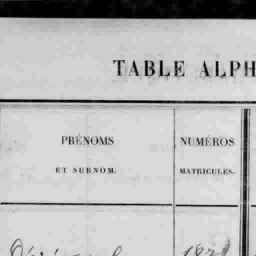 TABLE ALPH
PRÉNOMS
ET SURNOM.
NUMÉROS
MATRICULES.